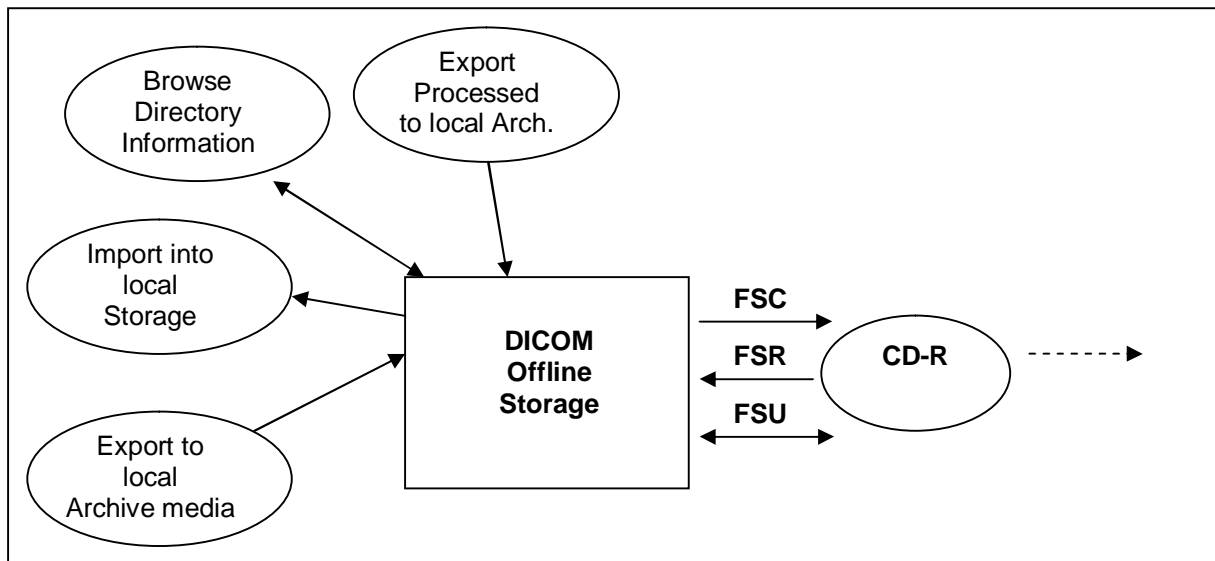 Browse
Directory
Information
Export
Processed
to local Arch.
Import into
local
Storage
Export to
local
Archive media
DICOM
Offline
Storage
FSC
FSR
FSU
CD-R